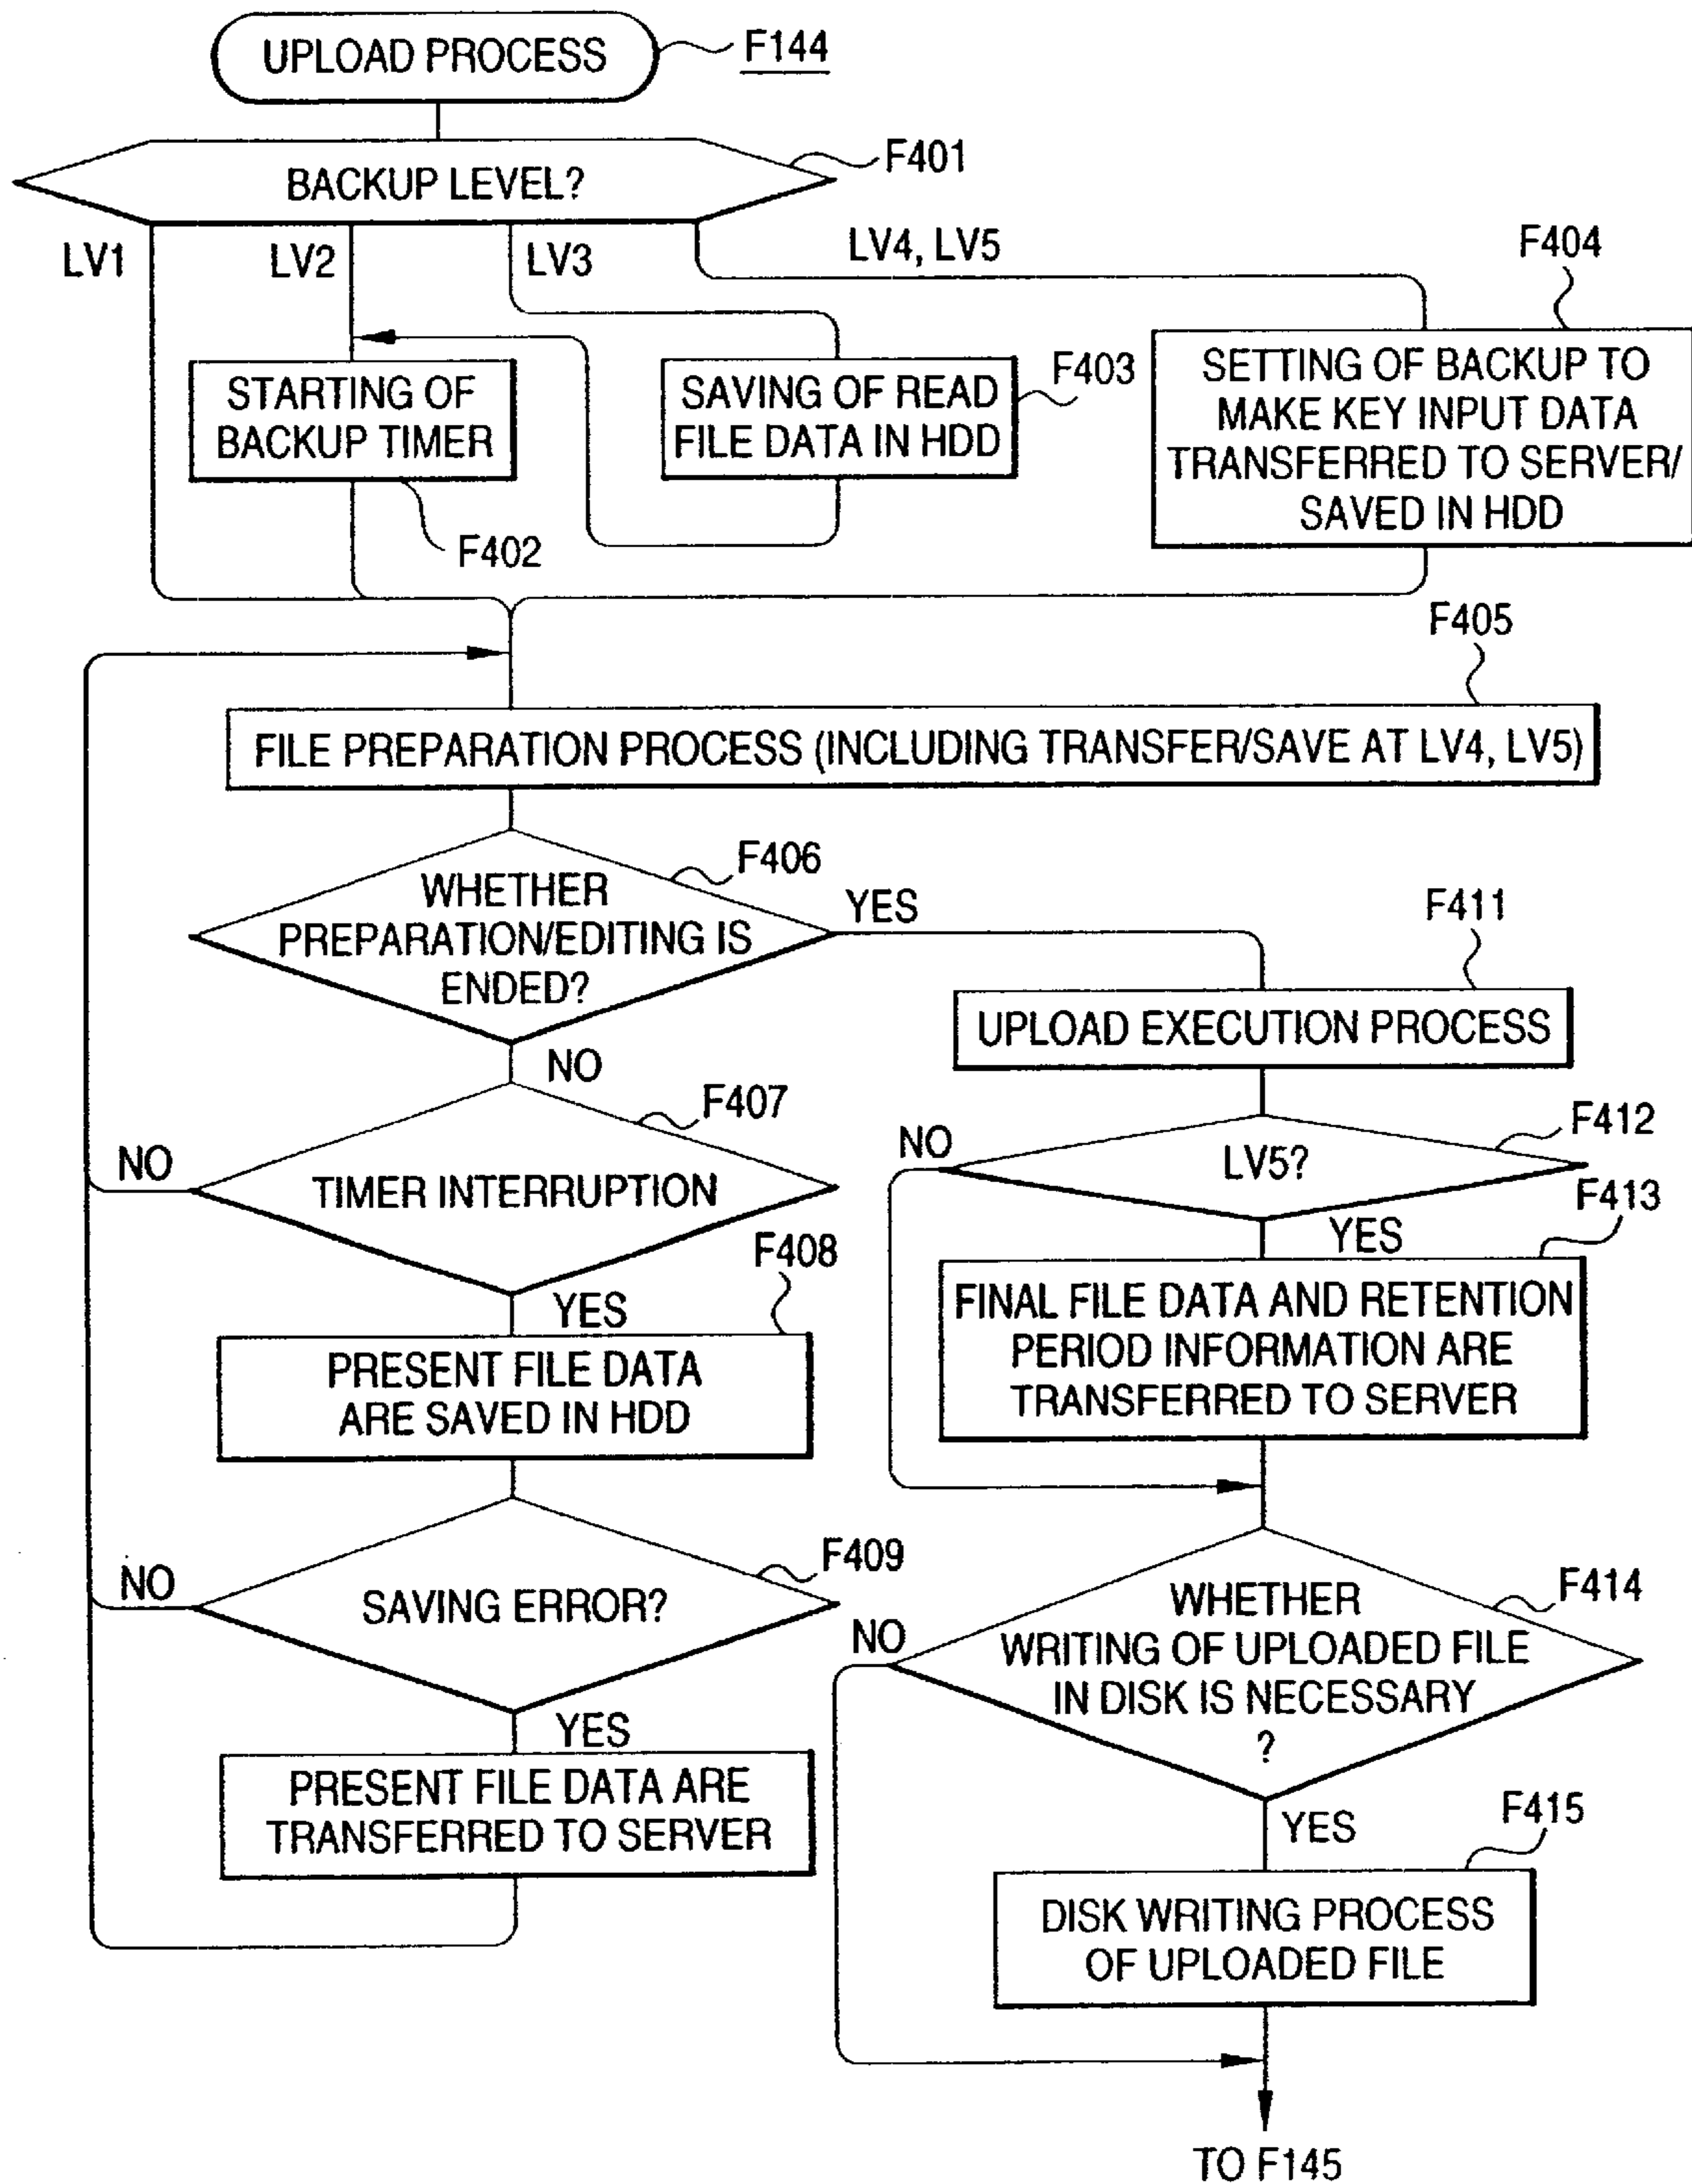 UPLOAD PROCESS
F144
BACKUP LEVEL?
F401
LV1
LV2
LV3
LV4, LV5
F404
STARTING OF
BACKUP TIMER
F402
SAVING OF READ
FILE DATA IN HDD
F403
SETTING OF BACKUP TO
MAKE KEY INPUT DATA
TRANSFERRED TO SERVER/
SAVED IN HDD
F405
FILE PREPARATION PROCESS (INCLUDING TRANSFER/SAVE AT LV4, LV5)
F406
WHETHER
PREPARATION/EDITING IS
ENDED?
YES
NO
F411
UPLOAD EXECUTION PROCESS
F407
NO
TIMER INTERRUPTION
YES
F412
NO
LV5?
YES
F413
FINAL FILE DATA AND RETENTION
PERIOD INFORMATION ARE
TRANSFERRED TO SERVER
F408
PRESENT FILE DATA
ARE SAVED IN HDD
F409
NO
SAVING ERROR?
YES
PRESENT FILE DATA ARE
TRANSFERRED TO SERVER
F414
NO
WHETHER
WRITING OF UPLOADED FILE
IN DISK IS NECESSARY
?
YES
F415
DISK WRITING PROCESS
OF UPLOADED FILE
TO F145